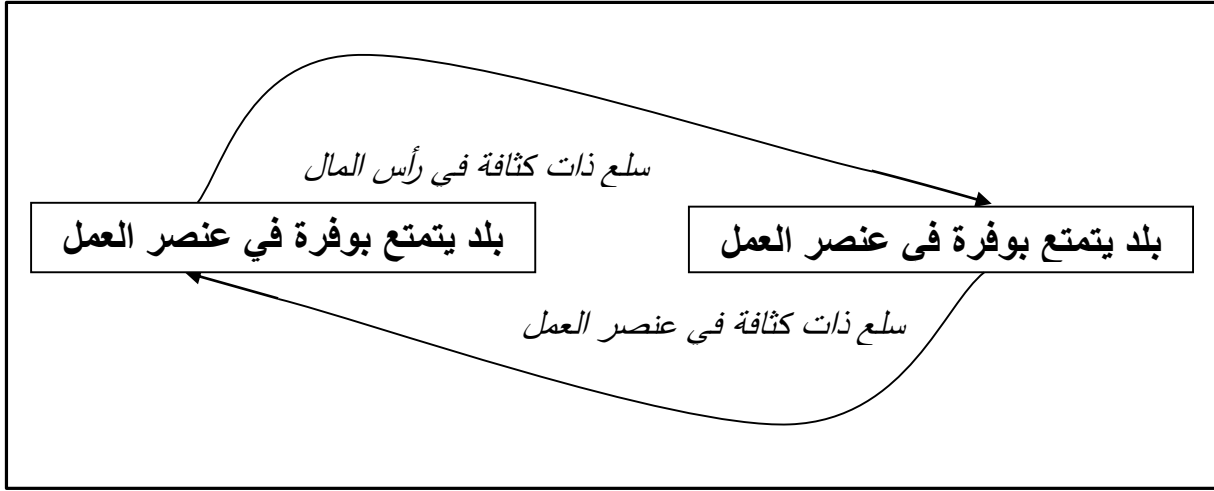 سلع ذات كثافة في رأس المال
بلد يتمتع بوفرة فى عنصر العمل
بلد يتمتع بوفرة في عنصر العمل
سلع ذات كثافة في عنصر العمل